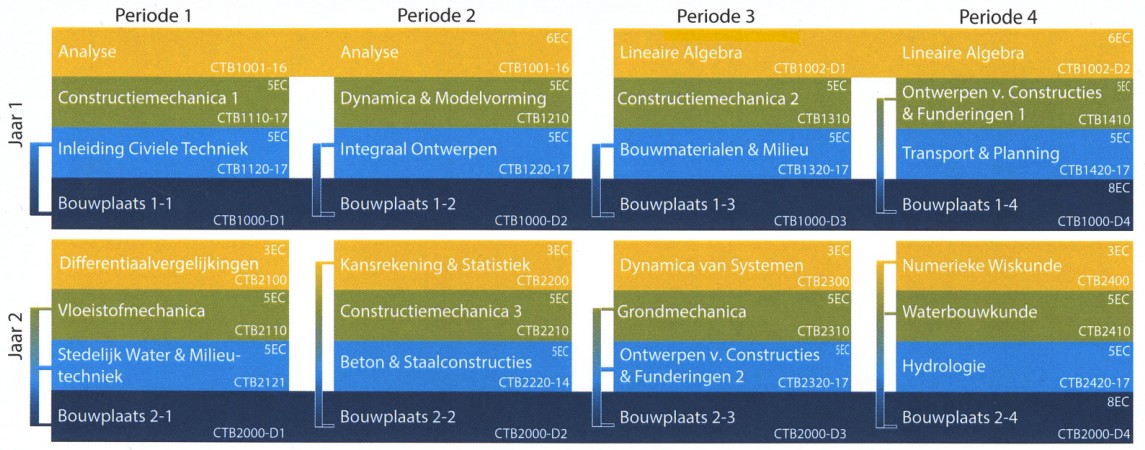 Periode 1
Periode 2
Periode 3
Periode 4
Jaar 1
Analyse
CTB1001-16
Analyse
6EC
CTB1001-16
Lineaire Algebra
CTB1002-D1
Lineaire Algebra
6EC
CTB1002-D2
Constructiemechanica 1
5EC
CTB1110-17
Dynamica & Modelvorming
5EC
CTB1210
Constructiemechanica 2
5EC
CTB1310
Ontwerpen v. Constructies
& Funderingen 1
5EC
CTB1410
Inleiding Civiele Techniek
5EC
CTB1120-17
Integraal Ontwerpen
5EC
CTB1220-17
Bouwmaterialen & Milieu
5EC
CTB1320-17
Transport & Planning
5EC
CTB1420-17
Bouwplaats 1-1
CTB1000-D1
Bouwplaats 1-2
CTB1000-D2
Bouwplaats 1-3
CTB1000-D3
Bouwplaats 1-4
8EC
CTB1000-D4
Jaar 2
Differentiaalvergelijkingen
3EC
CTB2100
Kansrekening & Statistiek
3EC
CTB2200
Dynamica van Systemen
3EC
CTB2300
Numerieke Wiskunde
3EC
CTB2400
Vloeistofmechanica
5EC
CTB2110
Constructiemechanica 3
5EC
CTB2210
Grondmechanica
5EC
CTB2310
Waterbouwkunde
5EC
CTB2410
Stedelijk Water & Milieu-
techniek
5EC
CTB2121
Beton & Staalconstructies
5EC
CTB2220-14
Ontwerpen v. Constructies
& Funderingen 2
5EC
CTB2320-17
Hydrologie
5EC
CTB2420-17
Bouwplaats 2-1
CTB2000-D1
Bouwplaats 2-2
CTB2000-D2
Bouwplaats 2-3
CTB2000-D3
Bouwplaats 2-4
8EC
CTB2000-D4